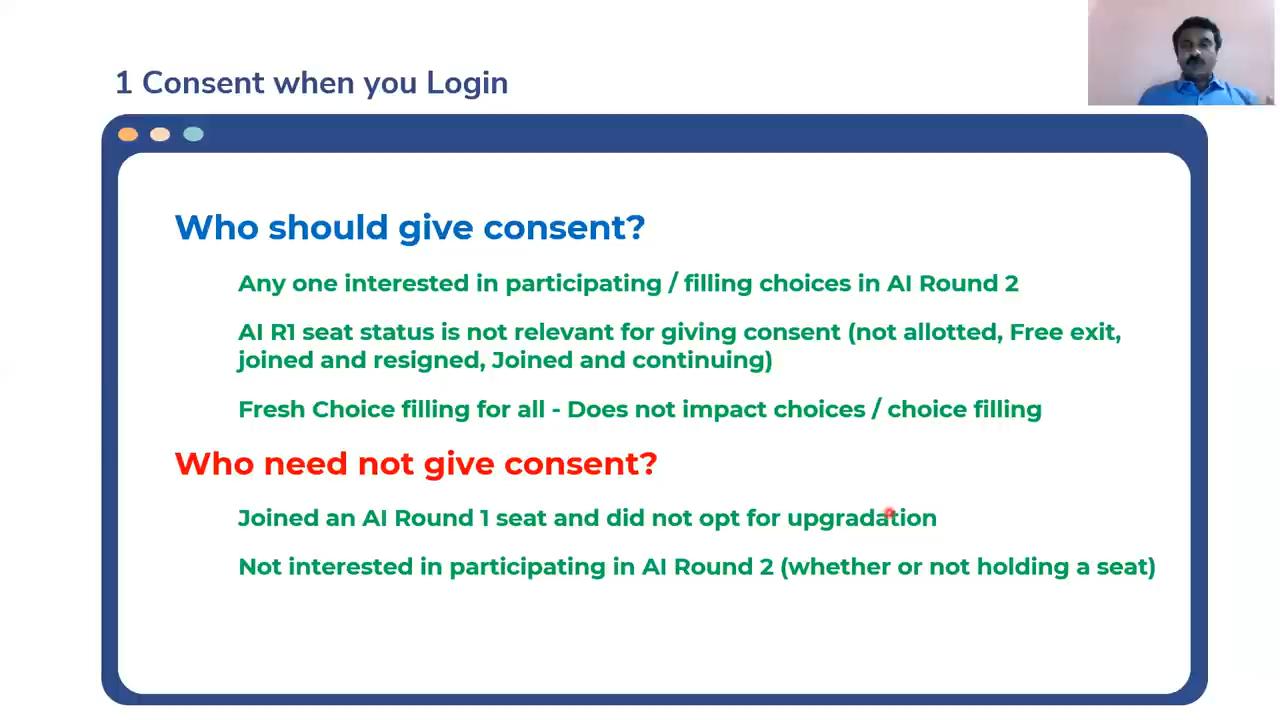 1 Consent when you Login
Who should give consent?
Any one interested in participating / filling choices in AI Round 2
AI R1 seat status is not relevant for giving consent (not allotted, Free exit,
joined and resigned, Joined and continuing)
Fresh Choice filling for all - Does not impact choices / choice filling
Who need not give consent?
Joined an AI Round 1 seat and did not opt for upgradation
Not interested in participating in AI Round 2 (whether or not holding a seat)